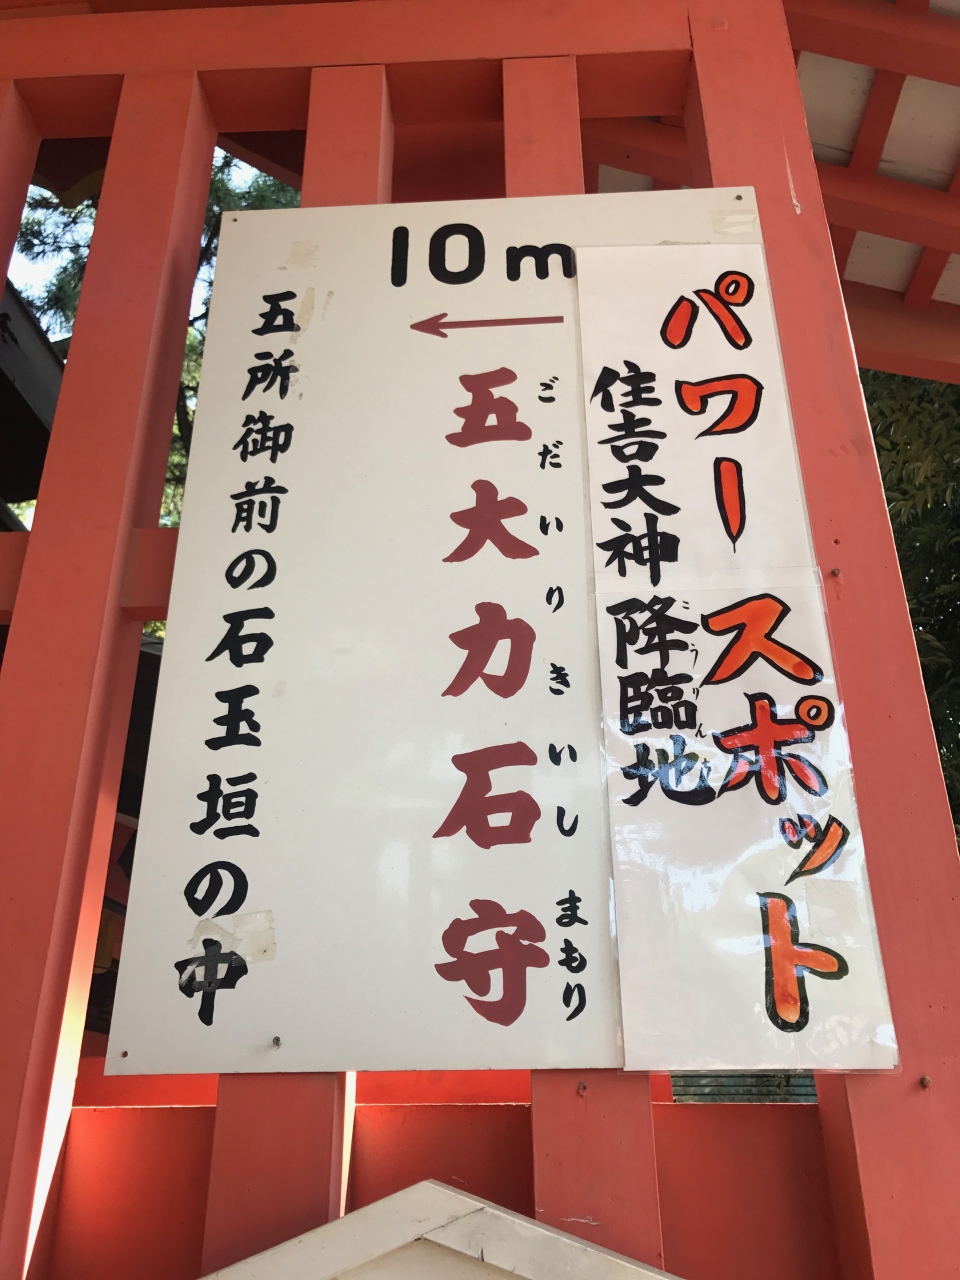 パワースポット
住吉大神降臨地
こうりんち
10m
ごだいりきいしまもり
五大力石守
五所御前の石玉垣の中